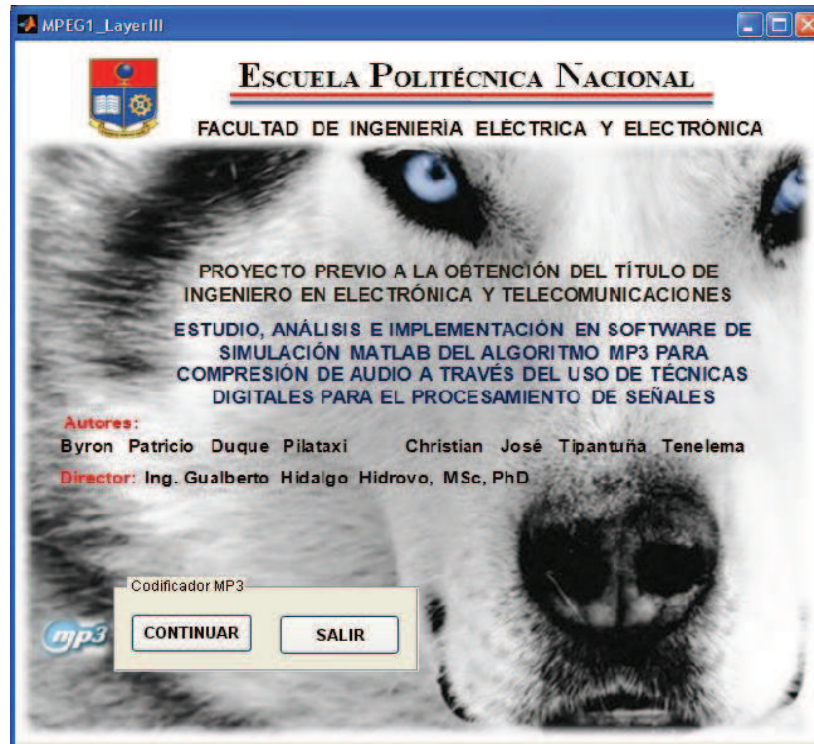 MPEG1_LayerIII
ESCUELA POLITÉCNICA NACIONAL
FACULTAD DE INGENIERÍA ELÉCTRICA Y ELECTRÓNICA
PROYECTO PREVIO A LA OBTENCIÓN DEL TÍTULO DE
INGENIERO EN ELECTRÓNICA Y TELECOMUNICACIONES
ESTUDIO, ANÁLISIS E IMPLEMENTACIÓN EN SOFTWARE DE
SIMULACIÓN MATLAB DEL ALGORITMO MP3 PARA
COMPRESIÓN DE AUDIO A TRAVÉS DEL USO DE TÉCNICAS
DIGITALES PARA EL PROCESAMIENTO DE SEÑALES
Autores:
Byron Patricio Duque Pilataxi Christian José Tipantuña Tenelema
Director: Ing. Gualberto Hidalgo Hidrovo, MSc, PhD
Codificador MP3
mp3 CONTINUAR SALIR